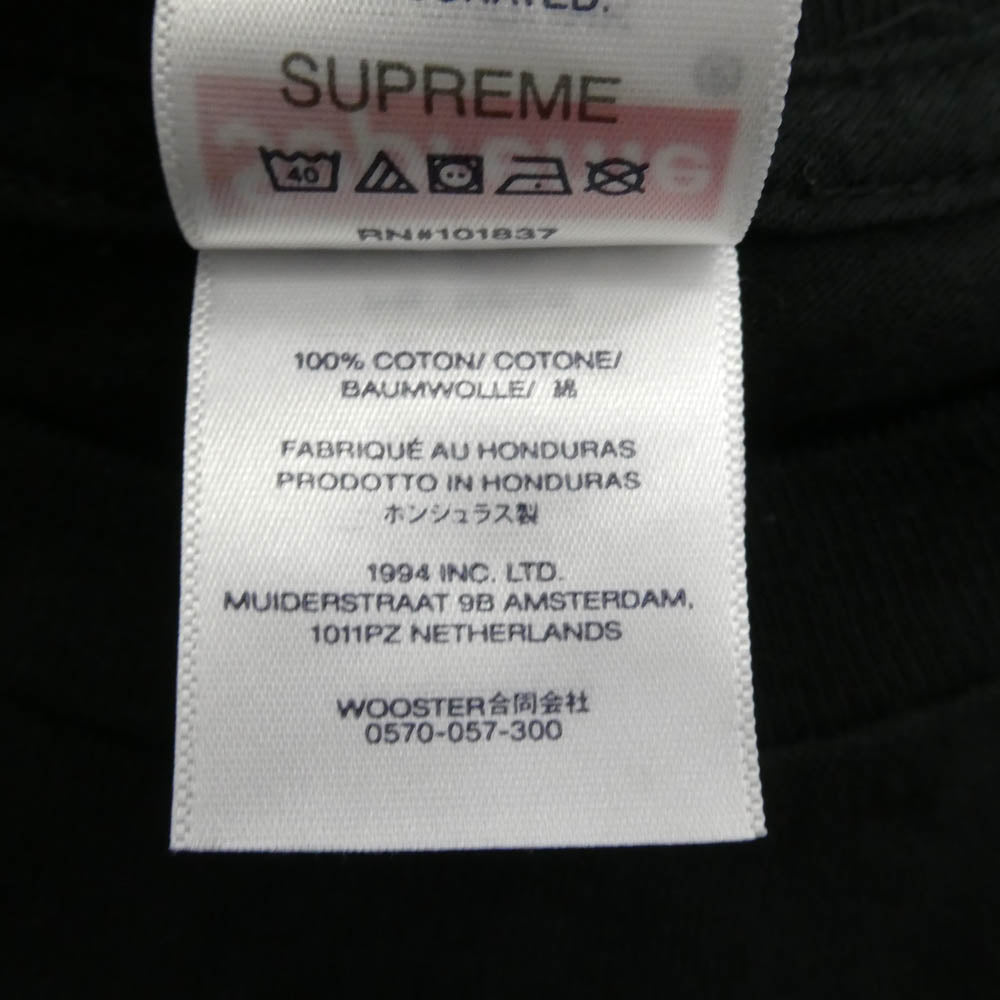 SUPREME
40
RN#101837
100% COTON/ COTONE/
BAUMWOLLE/ 綿
FABRIQUÉ AU HONDURAS
PRODOTTO IN HONDURAS
ホンジュラス製
1994 INC. LTD.
MUIDERSTRAAT 9B AMSTERDAM,
1011PZ NETHERLANDS
WOOSTER合同会社
0570-057-300